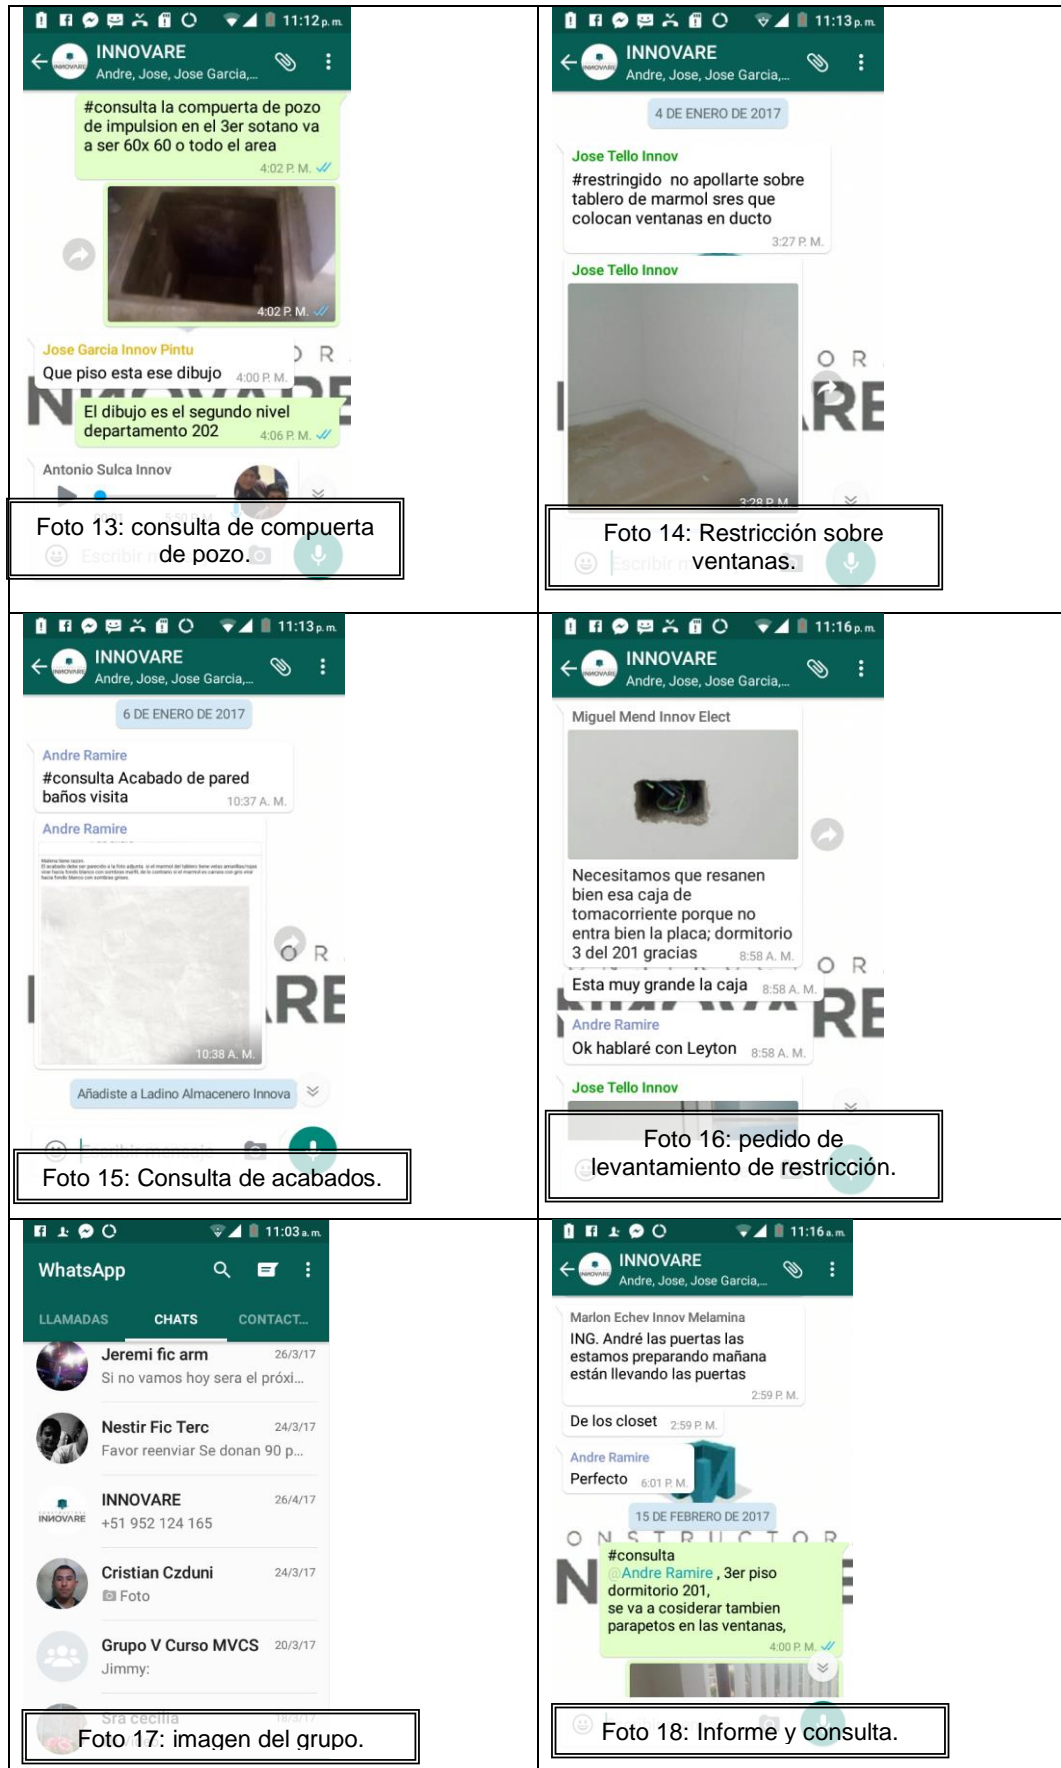 11:12 p. m.
INNOVARE
Andre, Jose, Jose Garcia,...
#consulta la compuerta de pozo
de impulsion en el 3er sotano va
a ser 60x 60 o todo el area
4:02 P. M.
4:02 P. M.
Jose Garcia Innov Pintu
Que piso esta ese dibujo 4:00 P. M.
El dibujo es el segundo nivel
departamento 202 4:06 P. M.
Antonio Sulca Innov
Foto 13: consulta de compuerta
de pozo.
11:13 p. m.
INNOVARE
Andre, Jose, Jose Garcia,...
4 DE ENERO DE 2017
Jose Tello Innov
#restringido no apollarte sobre
tablero de marmol sres que
colocan ventanas en ducto
3:27 P. M.
Jose Tello Innov
3:28 P. M.
Foto 14: Restricción sobre
ventanas.
11:13 p. m.
INNOVARE
Andre, Jose, Jose Garcia,...
6 DE ENERO DE 2017
Andre Ramire
#consulta Acabado de pared
baños visita 10:37 A. M.
Andre Ramire
10:38 A. M.
Añadiste a Ladino Almacenero Innova
Escribir mensaje
Foto 15: Consulta de acabados.
11:16 p. m.
INNOVARE
Andre, Jose, Jose Garcia,...
Miguel Mend Innov Elect
Necesitamos que resanen
bien esa caja de
tomacorriente porque no
entra bien la placa; dormitorio
3 del 201 gracias 8:58 A. M.
Esta muy grande la caja 8:58 A. M.
Andre Ramire
Ok hablaré con Leyton 8:58 A. M.
Jose Tello Innov
Foto 16: pedido de
levantamiento de restricción.
11:03 a. m.
WhatsApp
LLAMADAS CHATS CONTACT...
Jeremi fic arm 26/3/17
Si no vamos hoy sera el próxi...
Nestir Fic Terc 24/3/17
Favor reenviar Se donan 90 p...
INNOVARE 26/4/17
+51 952 124 165
Cristian Czduni 24/3/17
Foto
Grupo V Curso MVCS 20/3/17
Jimmy:
Sra cecilia 18/3/17
Foto 17: imagen del grupo.
11:16 a. m.
INNOVARE
Andre, Jose, Jose Garcia,...
Marlon Echev Innov Melamina
ING. André las puertas las
estamos preparando mañana
están llevando las puertas
2:59 P. M.
De los closet 2:59 P. M.
Andre Ramire
Perfecto 6:01 P. M.
15 DE FEBRERO DE 2017
#consulta
@Andre Ramire , 3er piso
dormitorio 201,
se va a cosiderar tambien
parapetos en las ventanas,
4:00 P. M.
Foto 18: Informe y consulta.